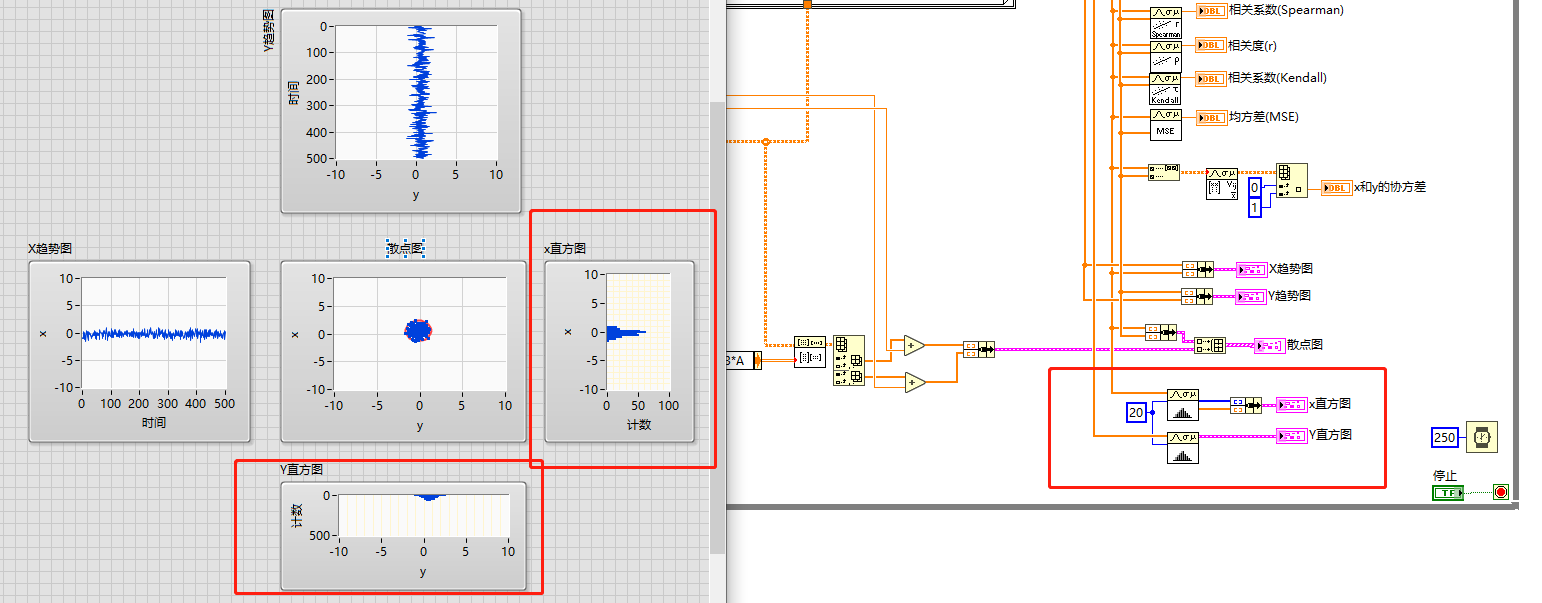 Y趋势图
时间
0
100
200
300
400
500
-10 -5 0 5 10
y
X趋势图
x
10
5
0
-5
-10
0 100 200 300 400 500
时间
散点图
x
10
5
0
-5
-10
-10 -5 0 5 10
y
x直方图
x
10
5
0
-5
-10
0 50 100
计数
Y直方图
计数
0
500
-10 -5 0 5 10
y
r
Spearman
DBL 相关系数(Spearman)
ρ
DBL 相关度(r)
τ
Kendall
DBL 相关系数(Kendall)
MSE
DBL 均方差(MSE)
0
1
DBL x和y的协方差
X趋势图
Y趋势图
3*A
散点图
20
x直方图
Y直方图
250
停止
TF